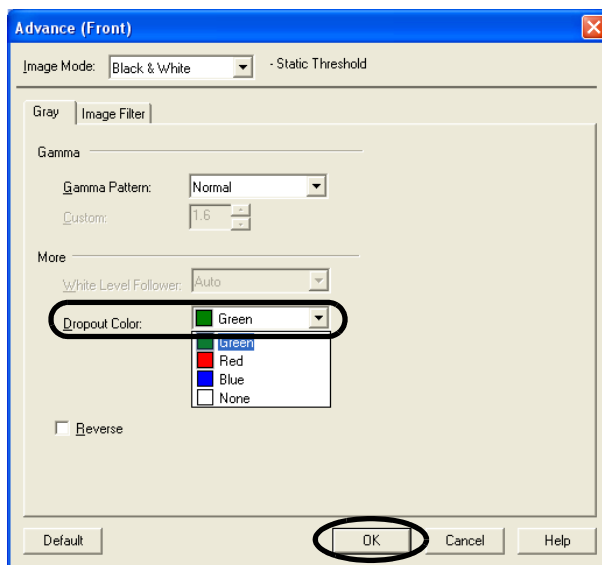 Advance (Front)
Image Mode: Black & White - Static Threshold
Gray Image Filter
Gamma
Gamma Pattern: Normal
Custom: 1.6
More
White Level Follower: Auto
Dropout Color: Green
Green
Red
Blue
None
Reverse
Default OK Cancel Help